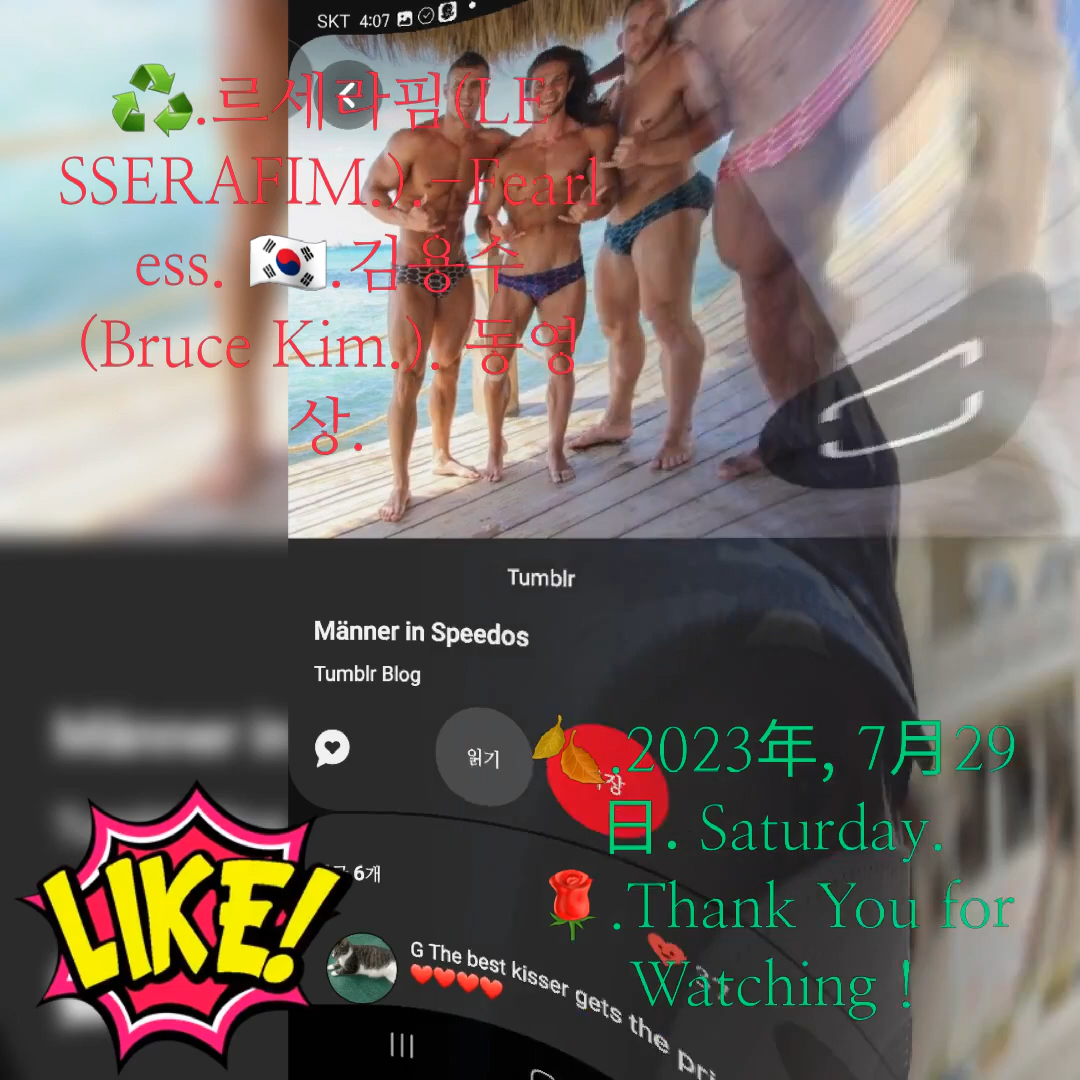 SKT 4:07
♻️.르세라핌(LE
SSERAFIM.).-Fearl
ess. 🇰🇷.김용수
(Bruce Kim.). 동영
상.
Tumblr
Männer in Speedos
Tumblr Blog
읽기
🍂.2023年, 7月29
日. Saturday.
🌹.Thank You for
Watching !
6개
G The best kisser gets the
❤️❤️❤️❤️
LIKE!